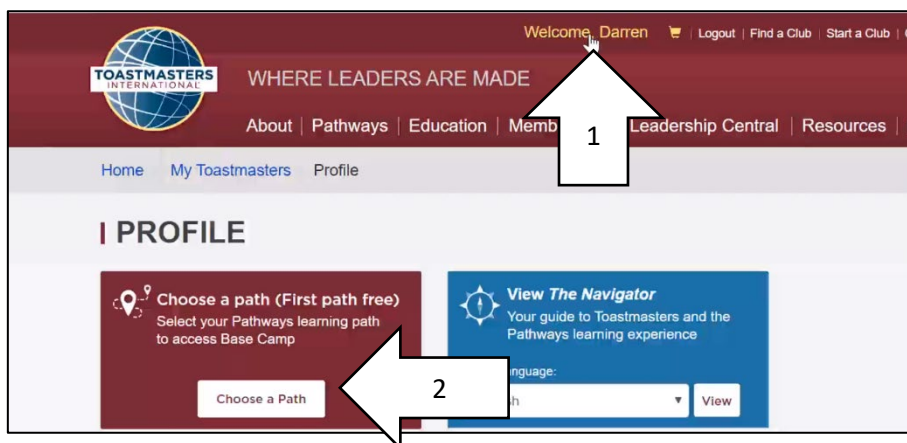 Welcome, Darren | Logout | Find a Club | Start a Club |
TOASTMASTERS
INTERNATIONAL
WHERE LEADERS ARE MADE
About | Pathways | Education | Leadership Central | Resources |
1
Home My Toastmasters Profile
PROFILE
Choose a path (First path free)
Select your Pathways learning path
to access Base Camp
Choose a Path
2
View The Navigator
Your guide to Toastmasters and the
Pathways learning experience
View